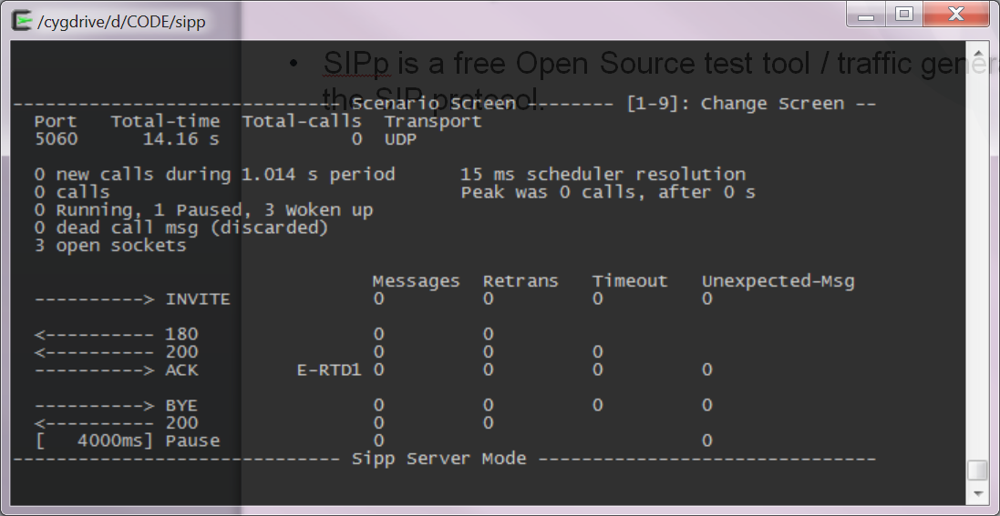 /cygdrive/d/CODE/sipp
• SIPp is a free Open Source test tool / traffic gener
the SIP protocol.
------------------------------ Scenario Screen -------- [1-9]: Change Screen --
  Port   Total-time  Total-calls  Transport
  5060      14.16 s            0  UDP
  0 new calls during 1.014 s period      15 ms scheduler resolution
  0 calls                                Peak was 0 calls, after 0 s
  0 Running, 1 Paused, 3 Woken up
  0 dead call msg (discarded)
  3 open sockets
                                 Messages  Retrans   Timeout   Unexpected-Msg
  ----------> INVITE             0         0         0         0
  <---------- 180                0         0
  <---------- 200                0         0         0
  ----------> ACK         E-RTD1 0         0         0         0
  ----------> BYE                0         0         0         0
  <---------- 200                0         0
  [   4000ms] Pause              0                             0
------------------------------ Sipp Server Mode -------------------------------